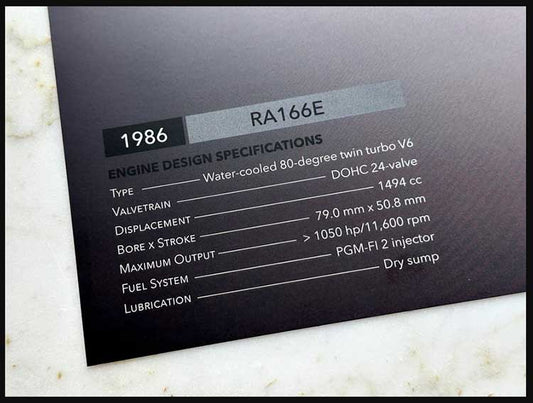 1986 RA166E
ENGINE DESIGN SPECIFICATIONS
TYPE Water-cooled 80-degree twin turbo V6
VALVETRAIN DOHC 24-valve
DISPLACEMENT 1494 cc
BORE X STROKE 79.0 mm x 50.8 mm
MAXIMUM OUTPUT > 1050 hp/11,600 rpm
FUEL SYSTEM PGM-FI 2 injector
LUBRICATION Dry sump